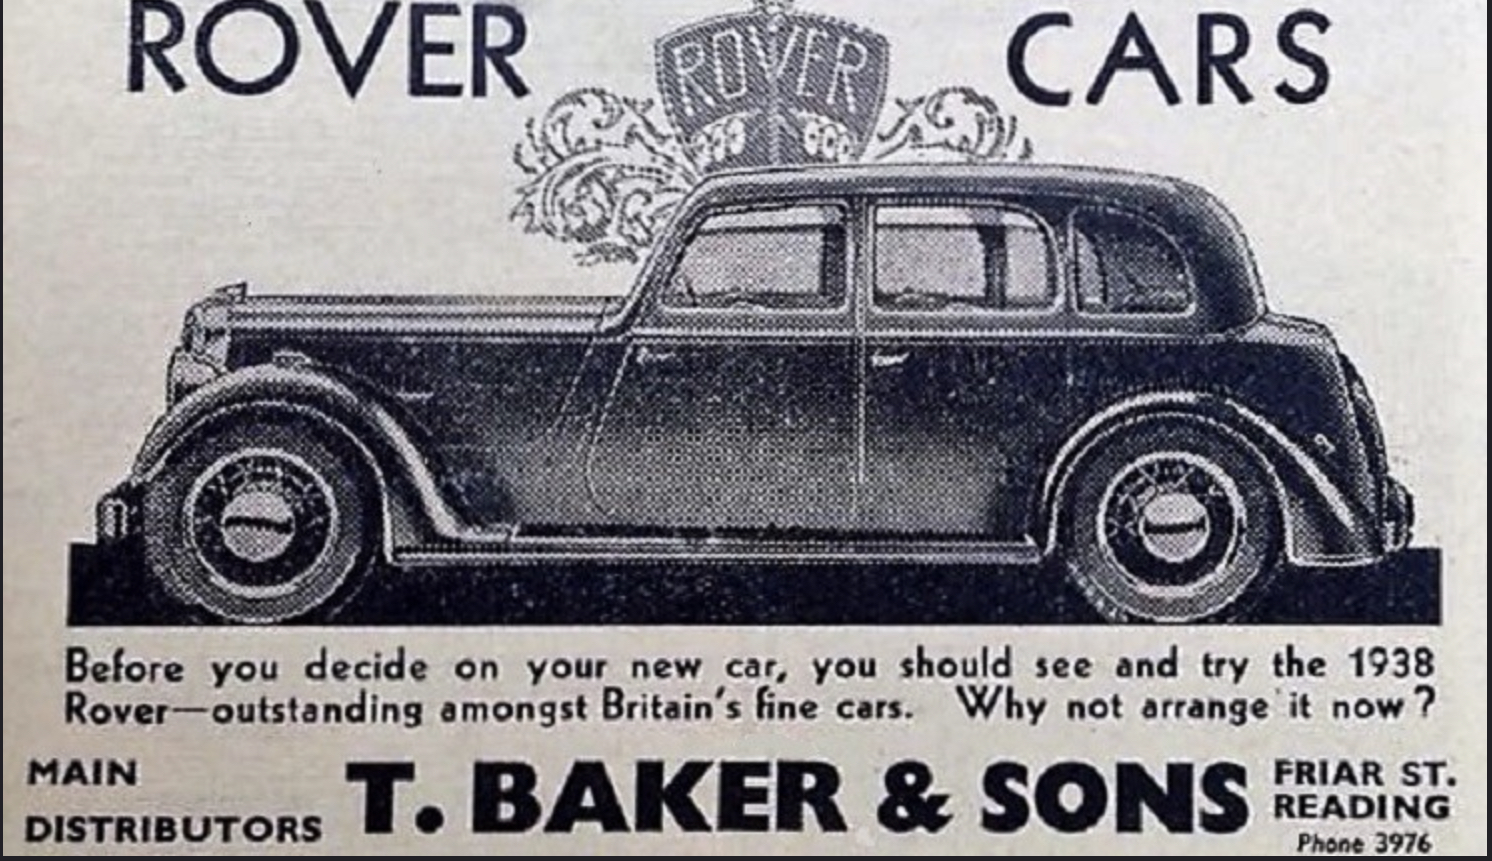 ROVER CARS
ROVER
Before you decide on your new car, you should see and try the 1938
Rover—outstanding amongst Britain's fine cars. Why not arrange it now?
MAIN
DISTRIBUTORS
T. BAKER & SONS
FRIAR ST.
READING
Phone 3976